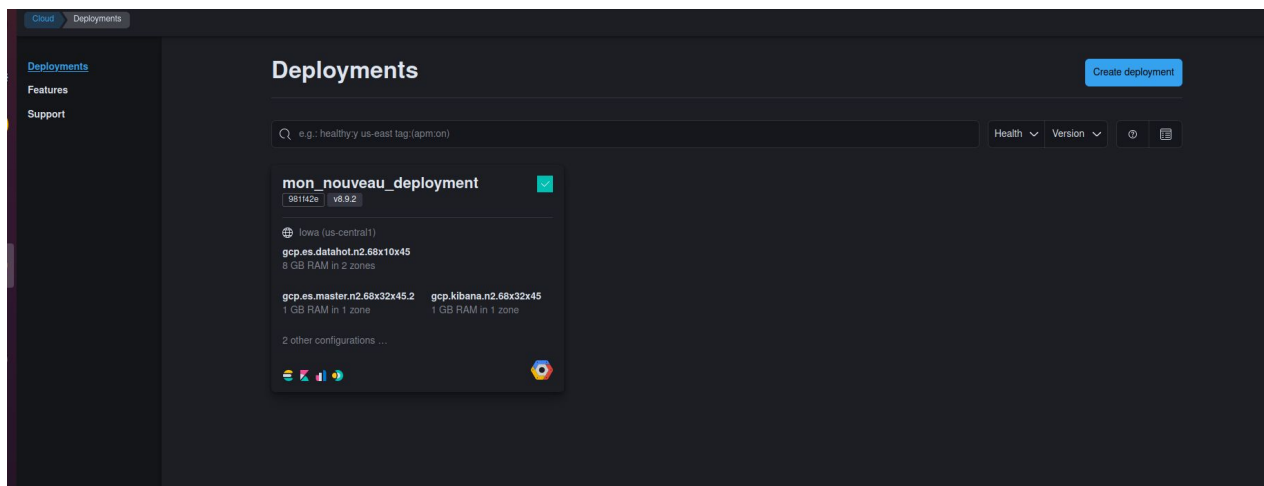 Cloud
Deployments
Deployments
Features
Support
Deployments
Create deployment
e.g.: healthy:y us-east tag:(apm:on)
Health
Version
mon_nouveau_deployment
981f42e
v8.9.2
Iowa (us-central1)
gcp.es.datahot.n2.68x10x45
8 GB RAM in 2 zones
gcp.es.master.n2.68x32x45.2
gcp.kibana.n2.68x32x45
1 GB RAM in 1 zone
1 GB RAM in 1 zone
2 other configurations …